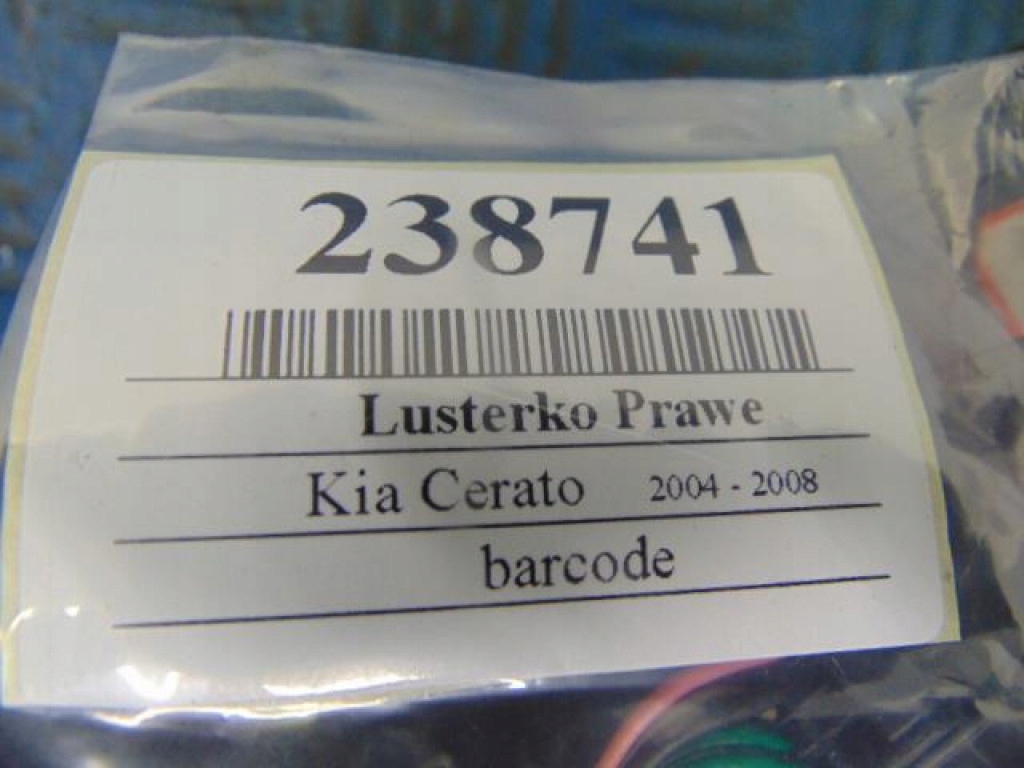 238741
Lusterko Prawe
Kia Cerato 2004 - 2008
barcode